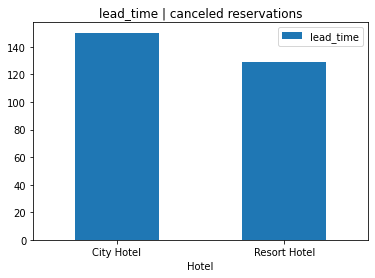 lead_time | canceled reservations
lead_time
140
120
100
80
60
40
20
0
City Hotel
Resort Hotel
Hotel